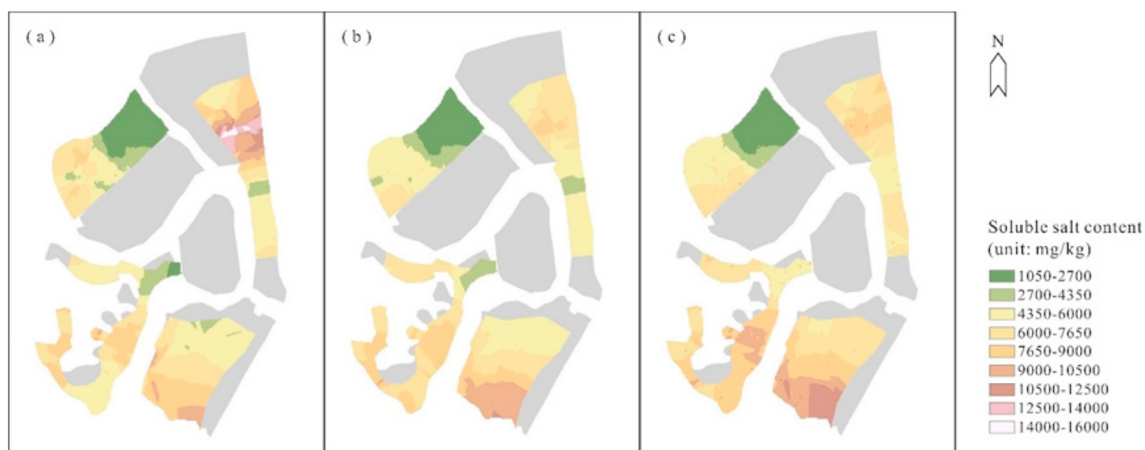 ( a )
( b )
( c )
N
Soluble salt content
(unit: mg/kg)
1050-2700
2700-4350
4350-6000
6000-7650
7650-9000
9000-10500
10500-12500
12500-14000
14000-16000